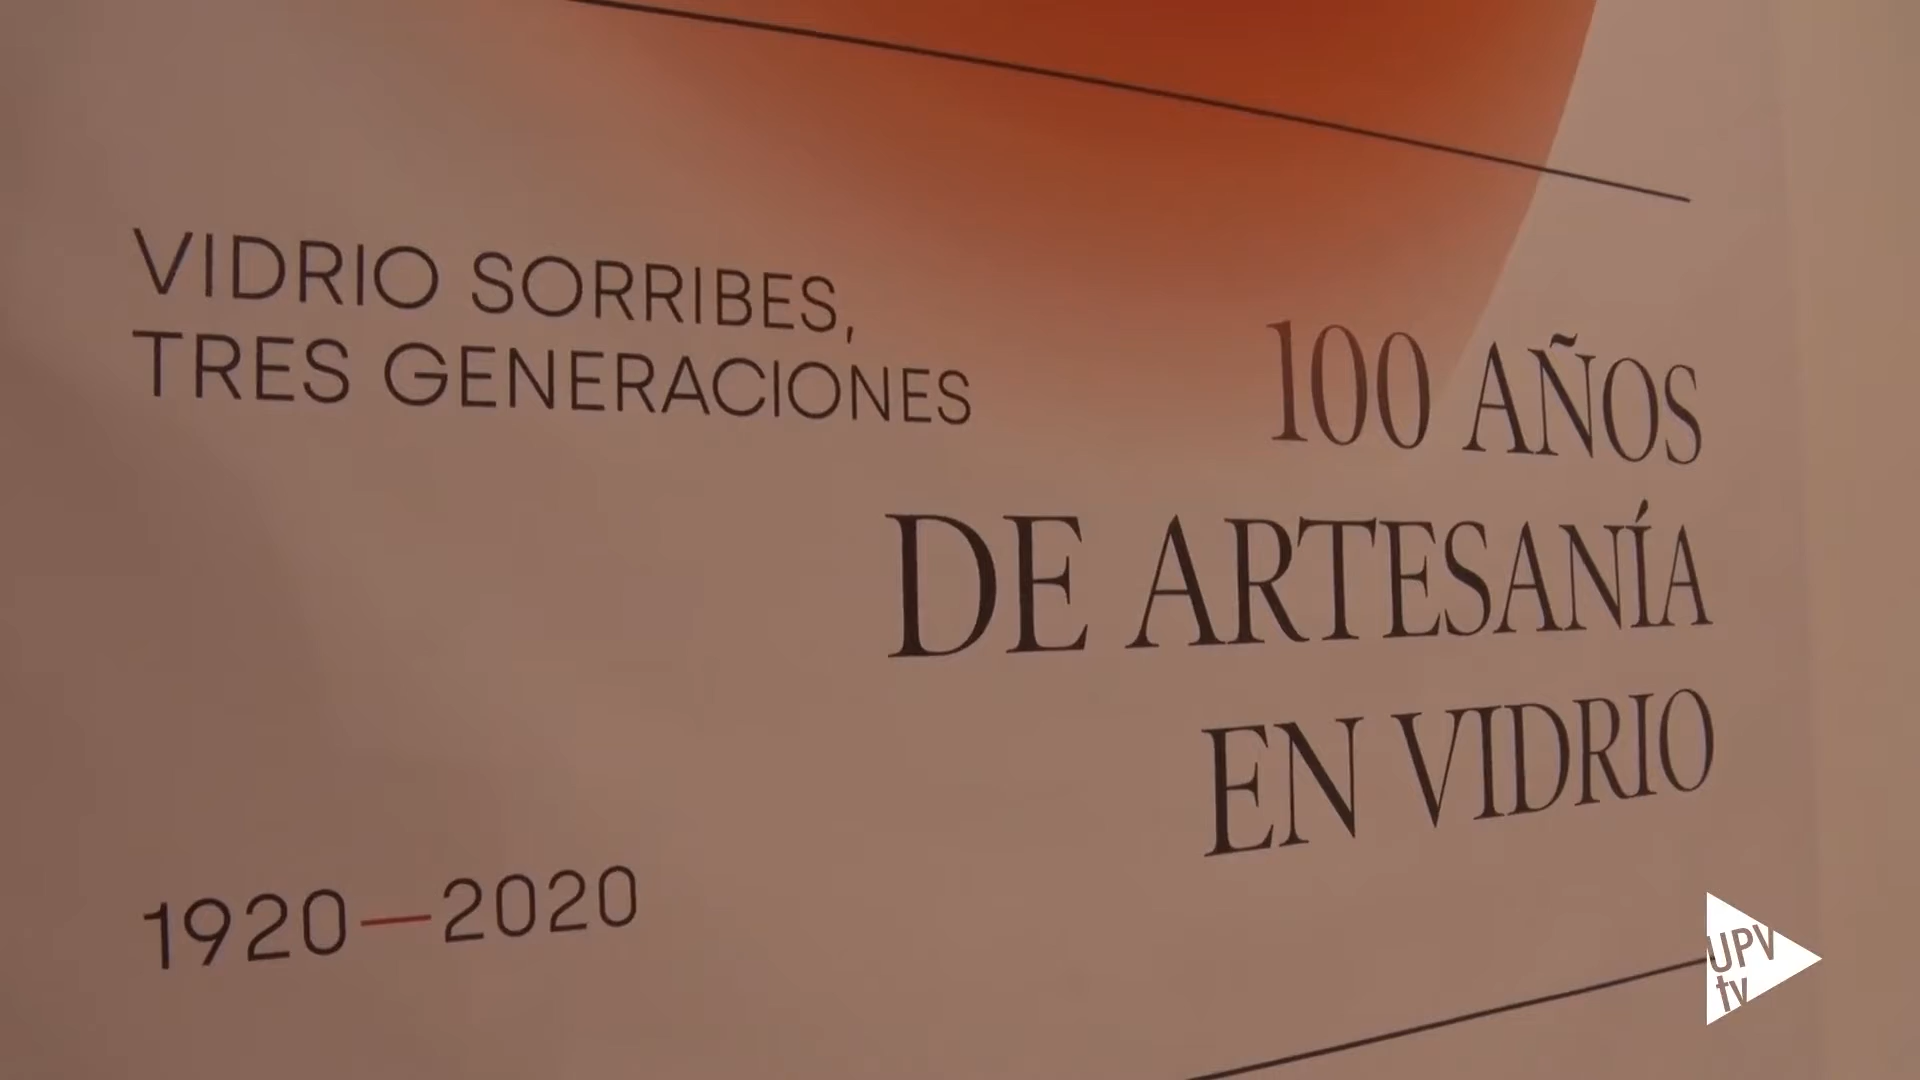 VIDRIO SORRIBES,
TRES GENERACIONES
100 AÑOS
DE ARTESANÍA
EN VIDRIO
1920—2020
UPV
tv